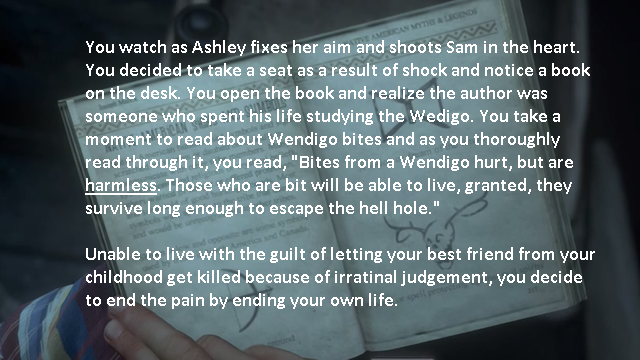 NATIVE AMERICAN MYTHS & LEGENDS
You watch as Ashley fixes her aim and shoots Sam in the heart.
You decided to take a seat as a result of shock and notice a book
on the desk. You open the book and realize the author was
someone who spent his life studying the Wedigo. You take a
moment to read about Wendigo bites and as you thoroughly
read through it, you read, "Bites from a Wendigo hurt, but are
harmless. Those who are bit will be able to live, granted, they
survive long enough to escape the hell hole."
Unable to live with the guilt of letting your best friend from your
childhood get killed because of irratinal judgement, you decide
to end the pain by ending your own life.